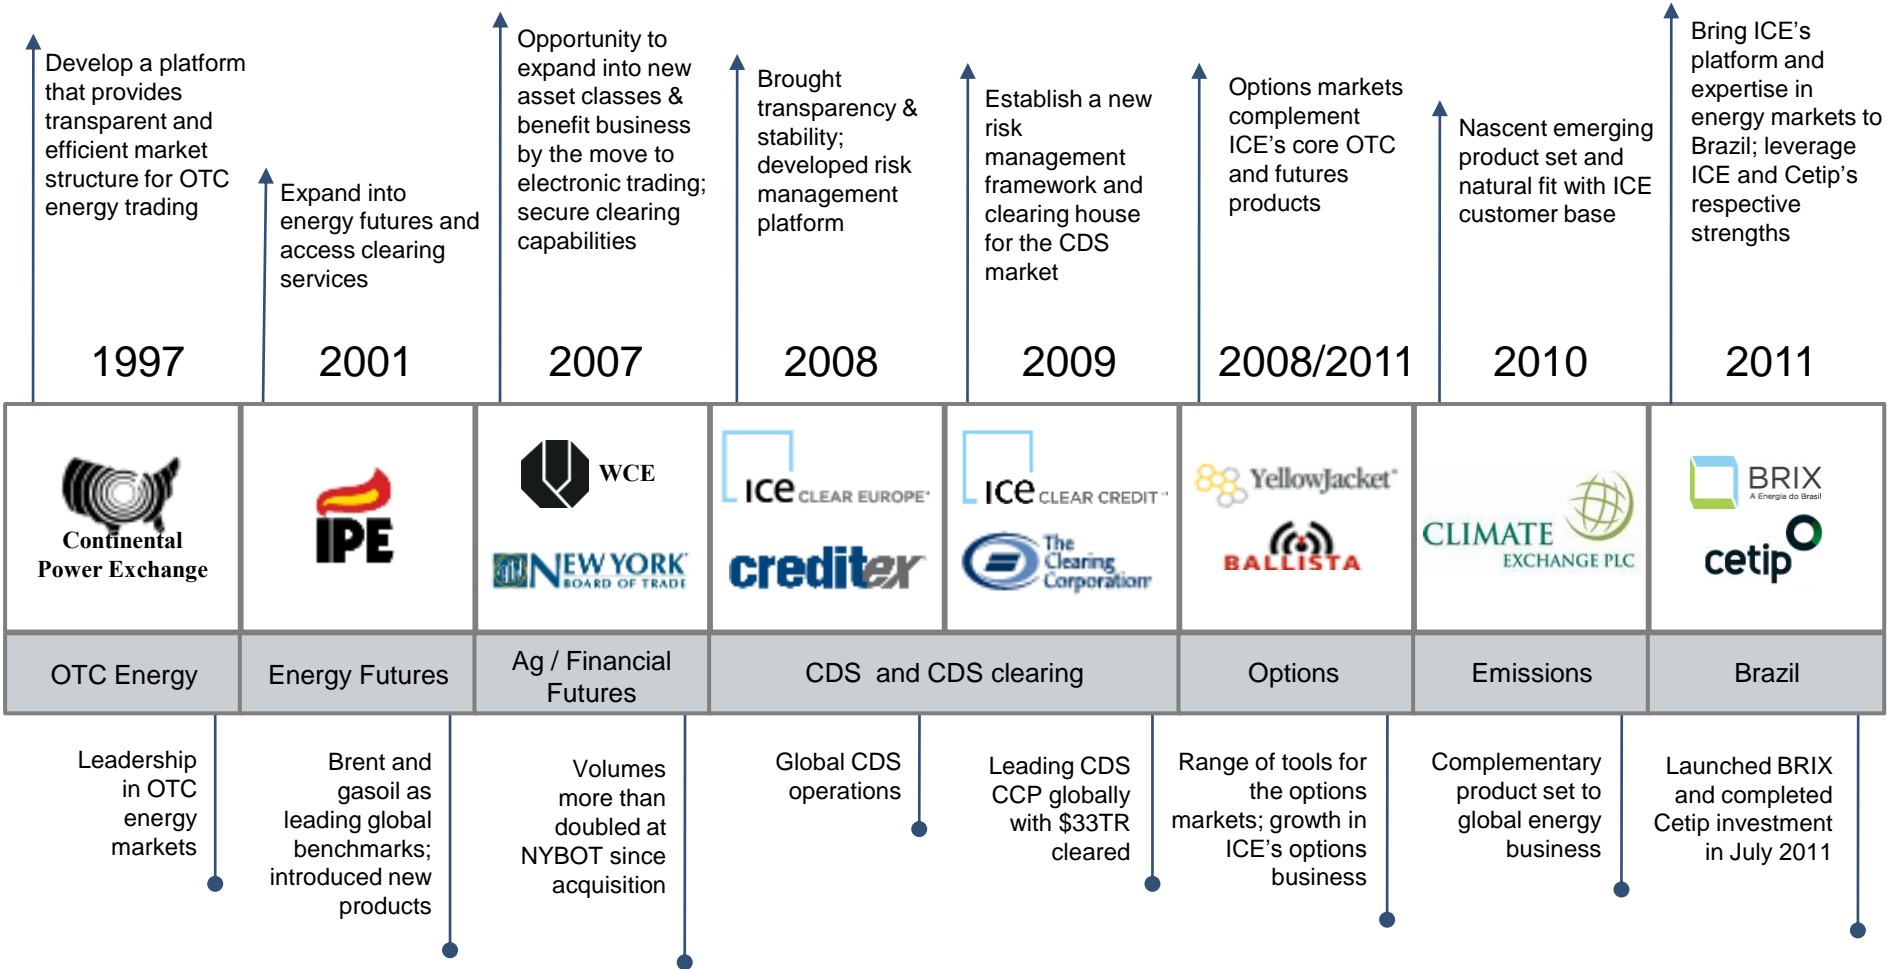 Develop a platform
that provides
transparent and
efficient market
structure for OTC
energy trading
Expand into
energy futures and
access clearing
services
Opportunity to
expand into new
asset classes &
benefit business
by the move to
electronic trading;
secure clearing
capabilities
Brought
transparency &
stability;
developed risk
management
platform
Establish a new
risk
management
framework and
clearing house
for the CDS
market
Options markets
complement
ICE’s core OTC
and futures
products
Nascent emerging
product set and
natural fit with ICE
customer base
Bring ICE’s
platform and
expertise in
energy markets to
Brazil; leverage
ICE and Cetip’s
respective
strengths
1997
2001
2007
2008
2009
2008/2011
2010
2011
Continental
Power Exchange
IPE
WCE
NEW YORK
BOARD OF TRADE
ice CLEAR EUROPE
creditex
ice CLEAR CREDIT
The
Clearing
Corporation
YellowJacket
BALLISTA
CLIMATE
EXCHANGE PLC
BRIX
A Energia do Brasil
cetip
OTC Energy
Energy Futures
Ag / Financial
Futures
CDS and CDS clearing
Options
Emissions
Brazil
Leadership
in OTC
energy
markets
Brent and
gasoil as
leading global
benchmarks;
introduced new
products
Volumes
more than
doubled at
NYBOT since
acquisition
Global CDS
operations
Leading CDS
CCP globally
with $33TR
cleared
Range of tools for
the options
markets; growth in
ICE’s options
business
Complementary
product set to
global energy
business
Launched BRIX
and completed
Cetip investment
in July 2011